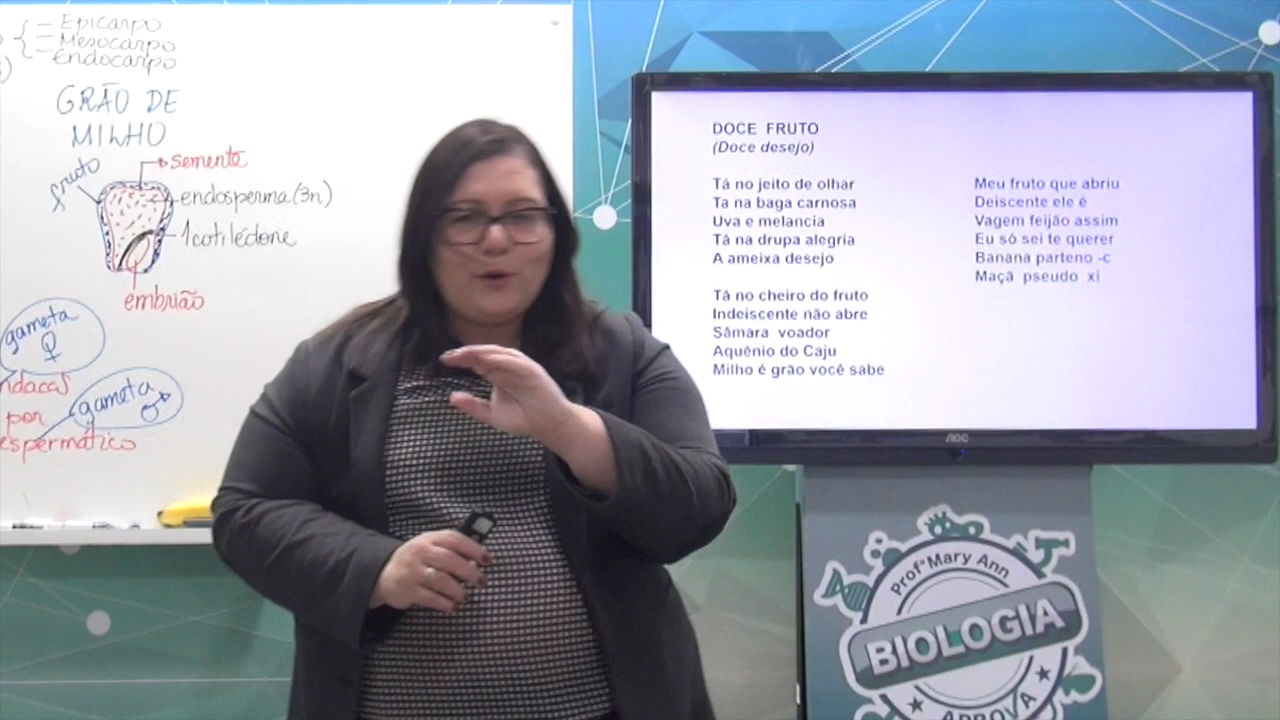 Epicarpo
Mesocarpo
Endocarpo
GRÃO DE
MILHO
fruto
semente
endosperma (3n)
1 cotilédone
embrião
gameta
♀
gameta
♂
por
espermático
DOCE FRUTO
(Doce desejo)
Tá no jeito de olhar
Ta na baga carnosa
Uva e melancia
Tá na drupa alegria
A ameixa desejo
Tá no cheiro do fruto
Indeiscente não abre
Sâmara voador
Aquênio do Caju
Milho é grão você sabe
Meu fruto que abriu
Deiscente ele é
Vagem feijão assim
Eu só sei te querer
Banana parteno -c
Maçã pseudo xi
AOC
Profª Mary Ann
BIOLOGIA
APROVA